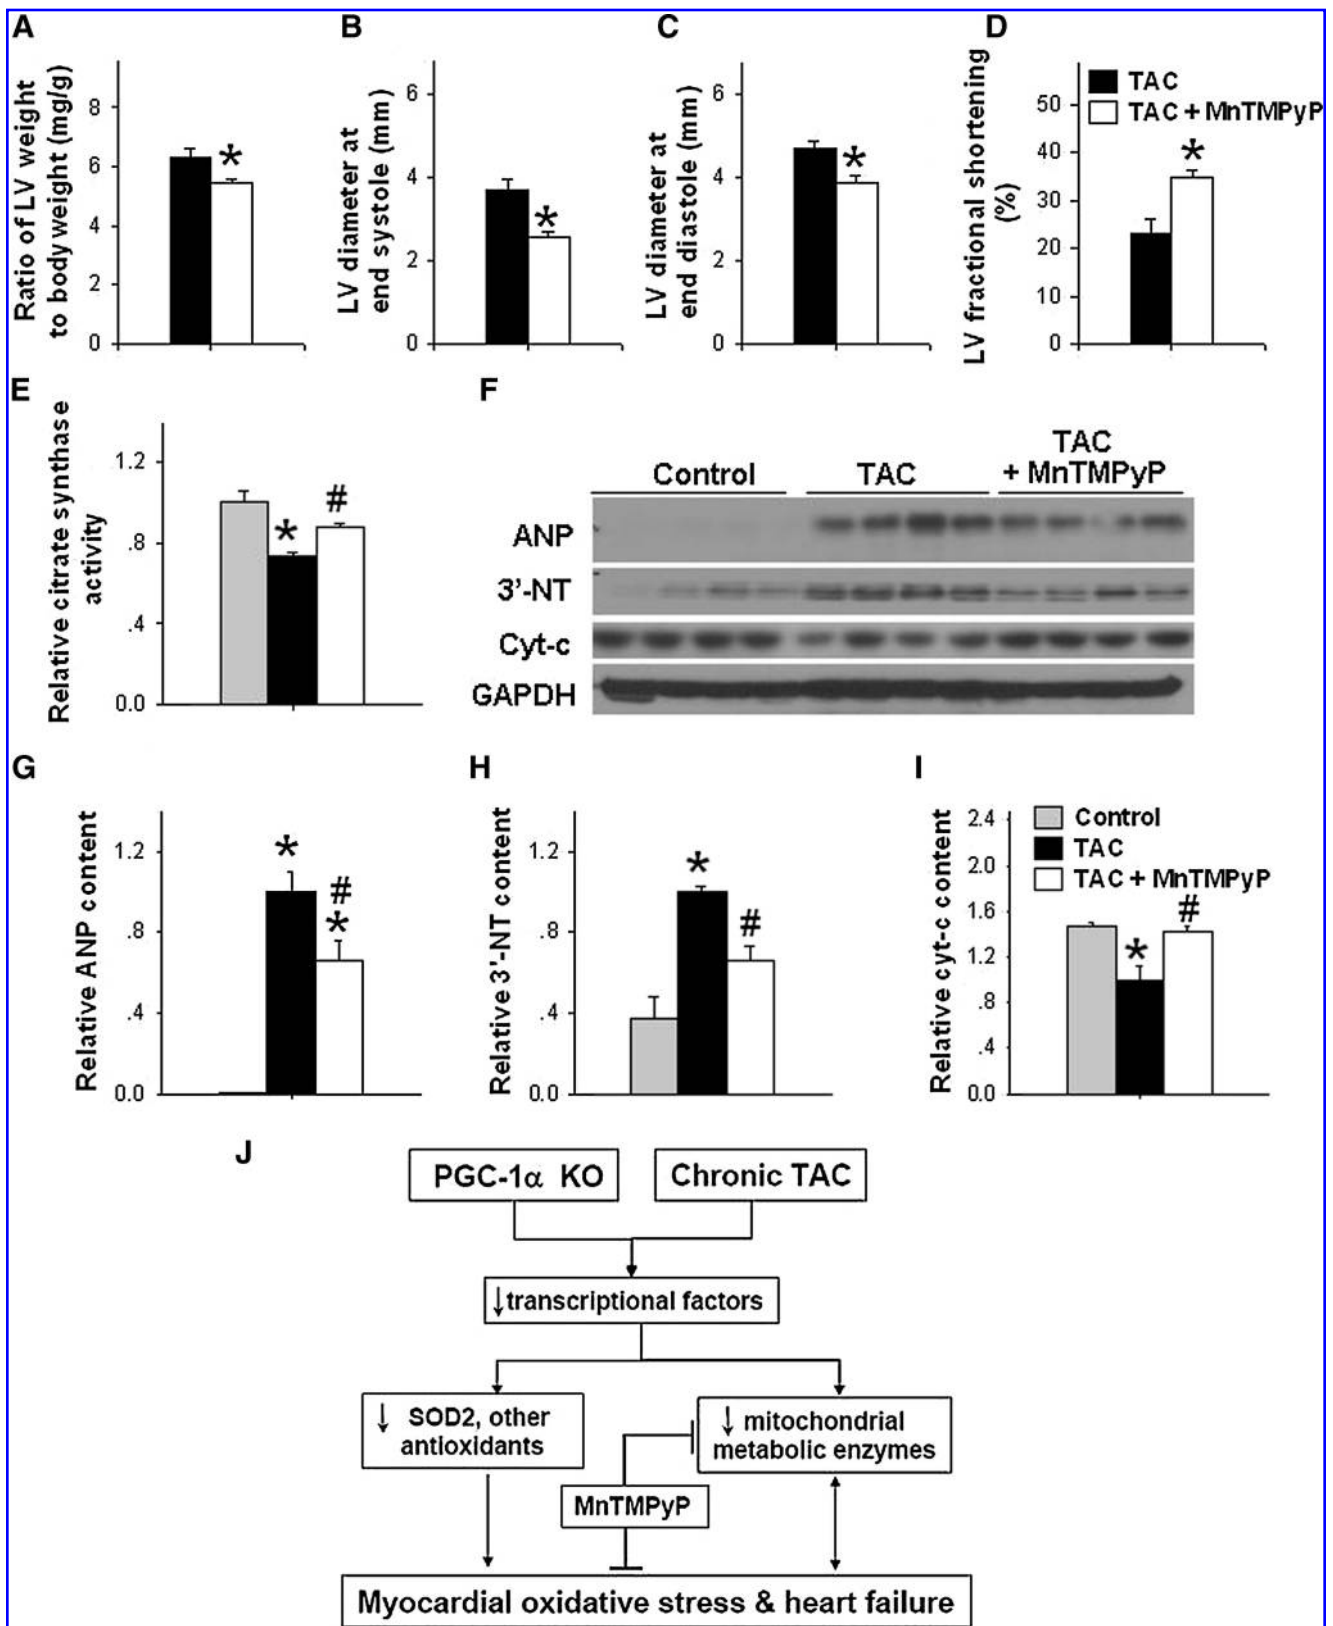 A
Ratio of LV weight
to body weight (mg/g)
8
6
4
2
0
*
B
LV diameter at
end systole (mm)
6
4
2
0
*
C
LV diameter at
end diastole (mm)
6
4
2
0
*
D
LV fractional shortening
(%)
50
40
30
20
10
0
*
TAC
TAC + MnTMPyP
E
Relative citrate synthase
activity
1.2
.8
.4
0.0
*
#
F
Control
TAC
TAC
+ MnTMPyP
ANP
3'-NT
Cyt-c
GAPDH
G
Relative ANP content
1.2
.8
.4
0.0
*
#
*
H
Relative 3'-NT content
1.2
.8
.4
0.0
*
#
I
Relative cyt-c content
2.4
2.0
1.6
1.2
.8
.4
0.0
Control
TAC
TAC + MnTMPyP
*
#
J
PGC-1α KO
Chronic TAC
↓transcriptional factors
↓ SOD2, other
antioxidants
↓ mitochondrial
metabolic enzymes
MnTMPyP
Myocardial oxidative stress & heart failure